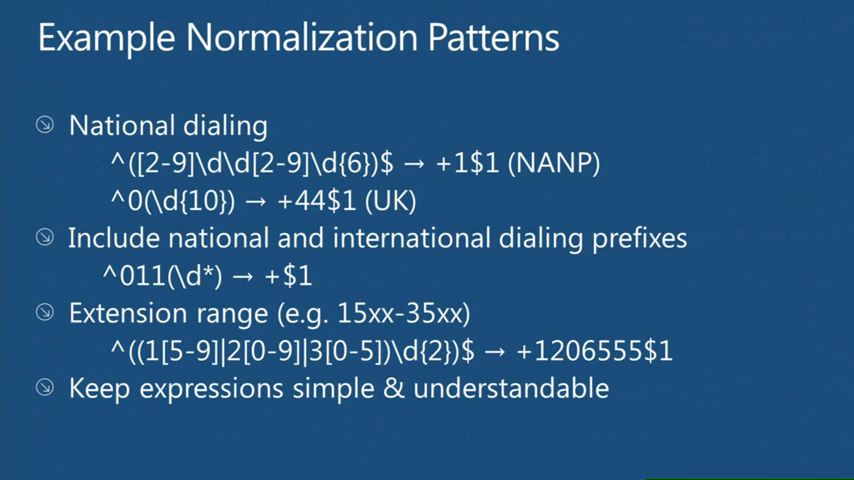 Example Normalization Patterns
National dialing
^([2-9]\d\d[2-9]\d{6})$ → +1$1 (NANP)
^0(\d{10}) → +44$1 (UK)
Include national and international dialing prefixes
^011(\d*) → +$1
Extension range (e.g. 15xx-35xx)
^((1[5-9]|2[0-9]|3[0-5])\d{2})$ → +1206555$1
Keep expressions simple & understandable